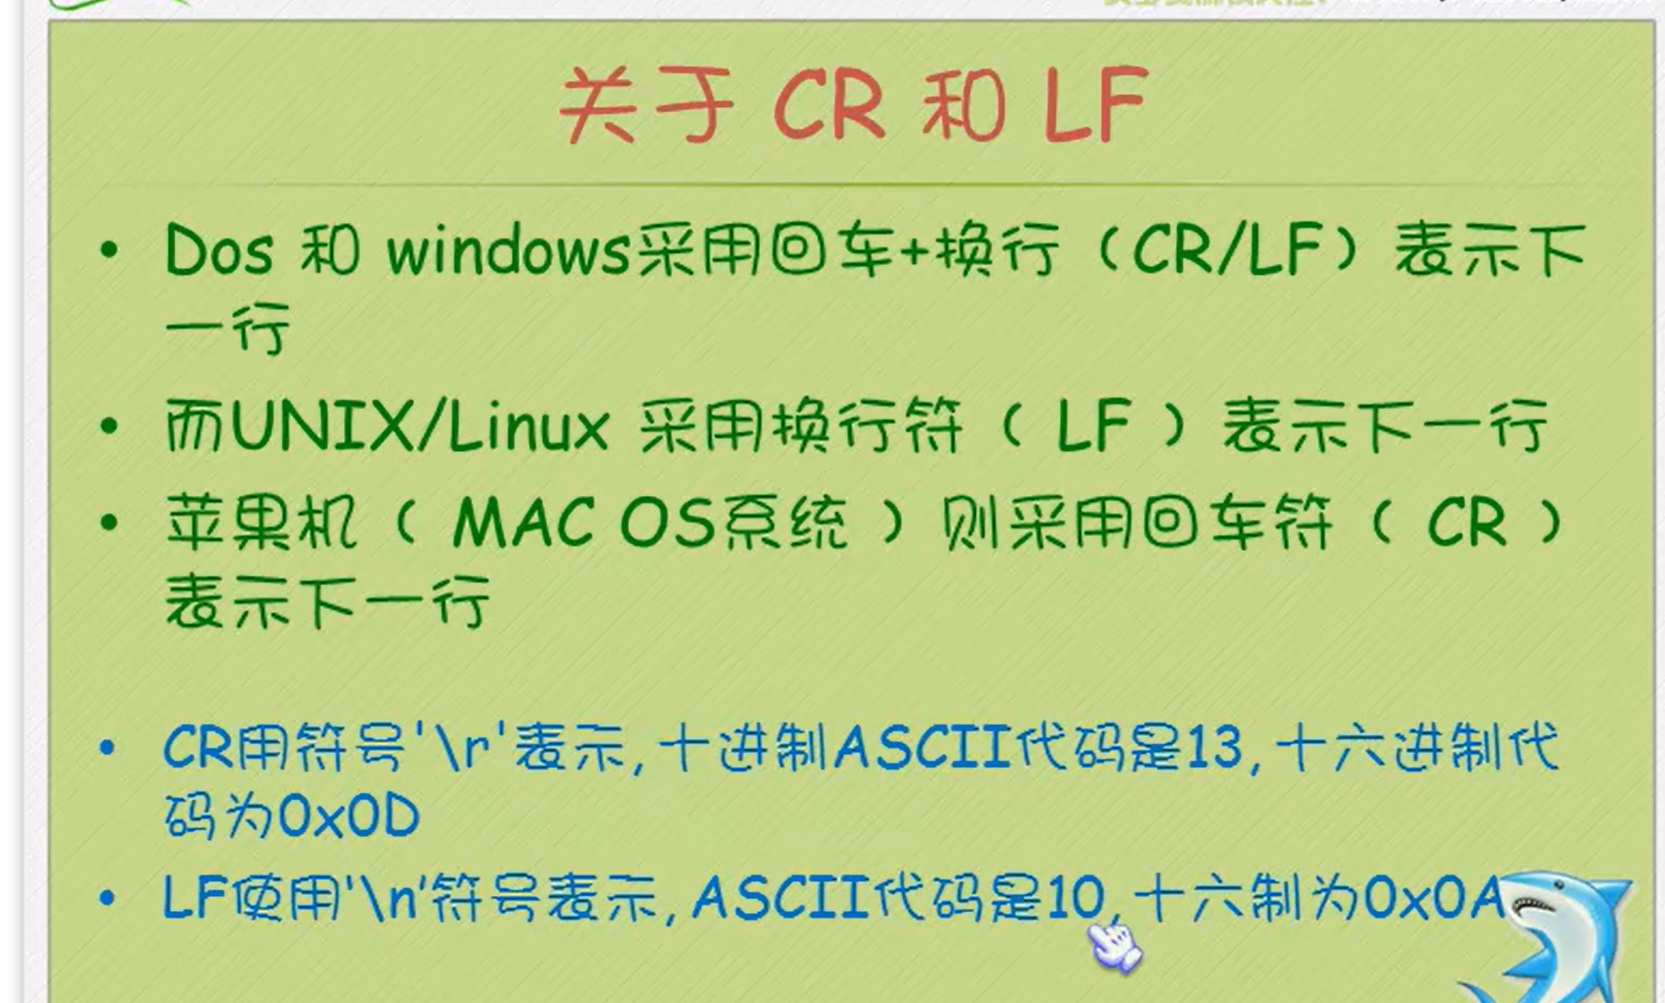 关于 CR 和 LF
• Dos 和 windows采用回车+换行（CR/LF）表示下
一行
• 而UNIX/Linux 采用换行符（ LF ）表示下一行
• 苹果机（ MAC OS系统 ）则采用回车符（ CR ）
表示下一行
• CR用符号'\r'表示, 十进制ASCII代码是13, 十六进制代
码为0x0D
• LF使用'\n'符号表示, ASCII代码是10, 十六制为0x0A